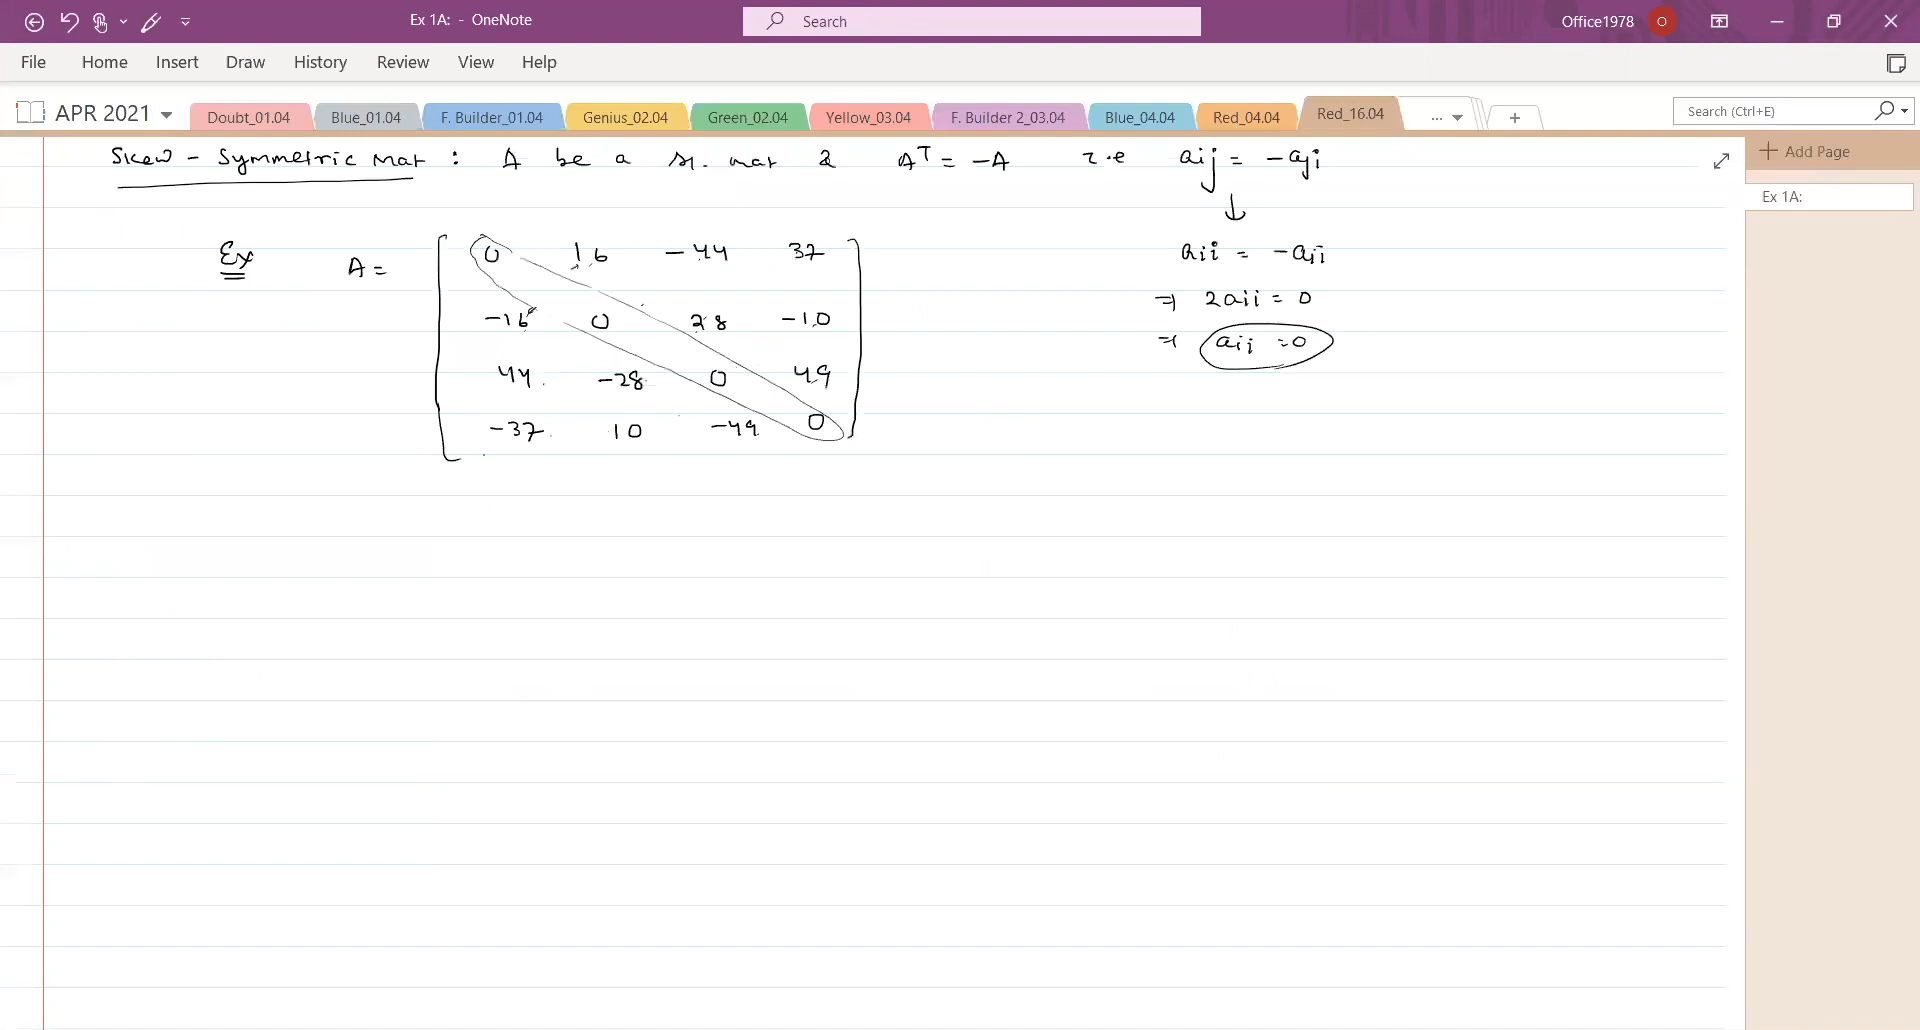 Ex 1A: - OneNote
Search
Office1978
O
File Home Insert Draw History Review View Help
APR 2021
Doubt_01.04 Blue_01.04 F. Builder_01.04 Genius_02.04 Green_02.04 Yellow_03.04 F. Builder 2_03.04 Blue_04.04 Red_04.04 Red_16.04 ... +
Search (Ctrl+E)
Add Page
Ex 1A:
Skew - Symmetric Mat : A be a mat & Aᵀ = -A i.e aij = -aji
↓
Ex A = [ 0 16 -44 37
-16 0 28 -10
44 -28 0 49
-37 10 -49 0 ]
aii = -aii
⇒ 2aii = 0
⇒ aii = 0